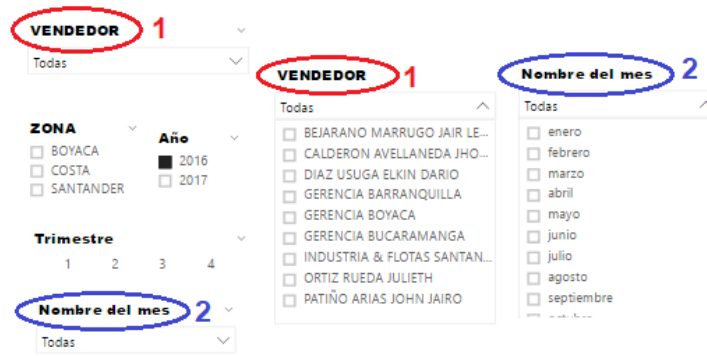 VENDEDOR 1
Todas
ZONA
BOYACA
COSTA
SANTANDER
Año
2016
2017
Trimestre
1 2 3 4
Nombre del mes 2
Todas
VENDEDOR 1
Todas
BEJARANO MARRUGO JAIR LE...
CALDERON AVELLANEDA JHO...
DIAZ USUGA ELKIN DARIO
GERENCIA BARRANQUILLA
GERENCIA BOYACA
GERENCIA BUCARAMANGA
INDUSTRIA & FLOTAS SANTAN...
ORTIZ RUEDA JULIETH
PATIÑO ARIAS JOHN JAIRO
Nombre del mes 2
Todas
enero
febrero
marzo
abril
mayo
junio
julio
agosto
septiembre